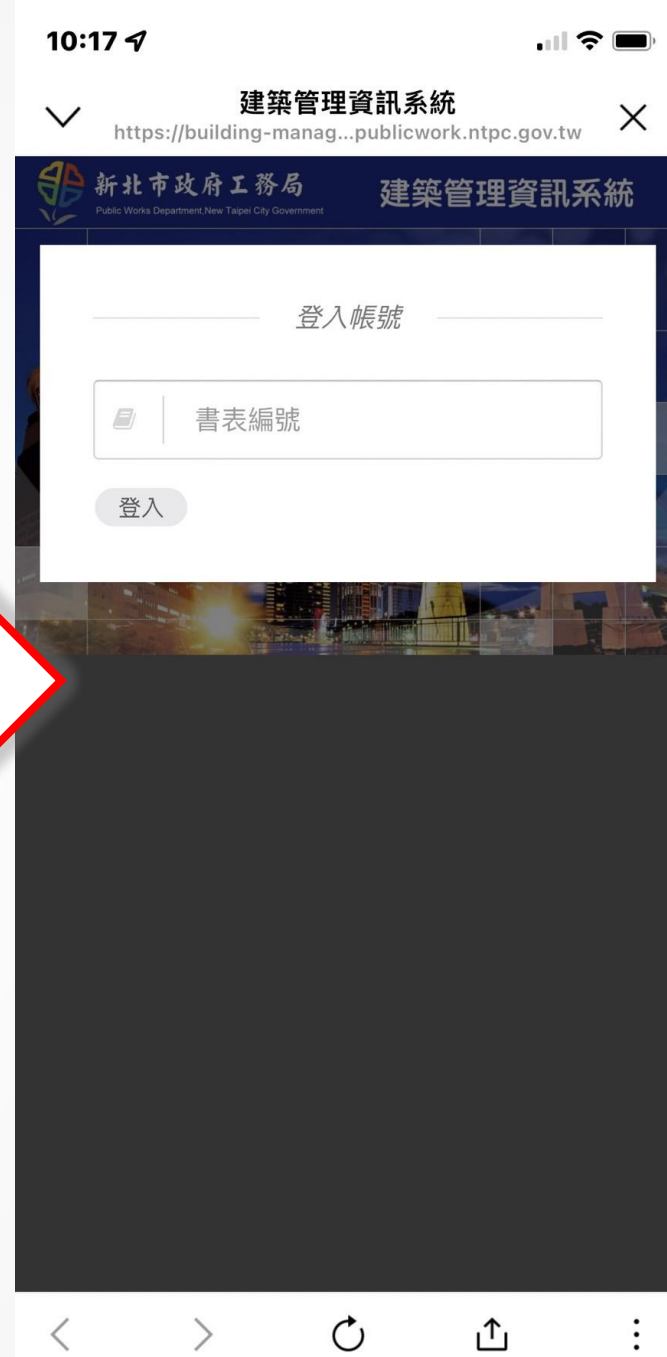 10:17
建築管理資訊系統
https://building-manag...publicwork.ntpc.gov.tw
新北市政府工務局
Public Works Department,New Taipei City Government
建築管理資訊系統
登入帳號
書表編號
登入